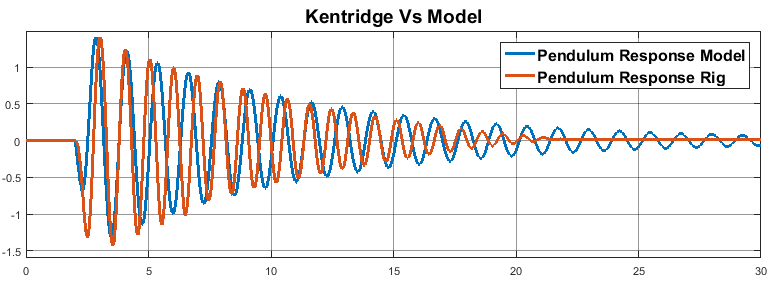 Kentridge Vs Model
Pendulum Response Model
Pendulum Response Rig
1
0.5
0
-0.5
-1
-1.5
0 5 10 15 20 25 30